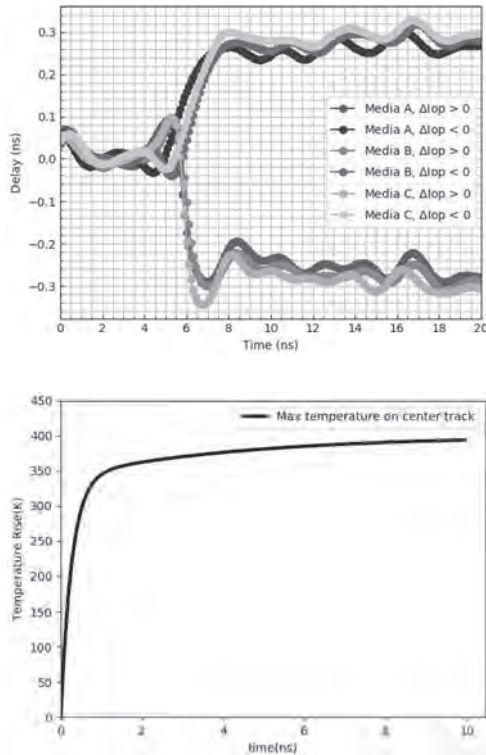 0.3
0.2
0.1
0.0
−0.1
−0.2
−0.3
Delay (ns)
Media A, ΔIop > 0
Media A, ΔIop < 0
Media B, ΔIop > 0
Media B, ΔIop < 0
Media C, ΔIop > 0
Media C, ΔIop < 0
0 2 4 6 8 10 12 14 16 18 20
Time (ns)
450
400
350
300
250
200
150
100
50
0
Temperature Rise(K)
Max temperature on center track
0 2 4 6 8 10
time(ns)